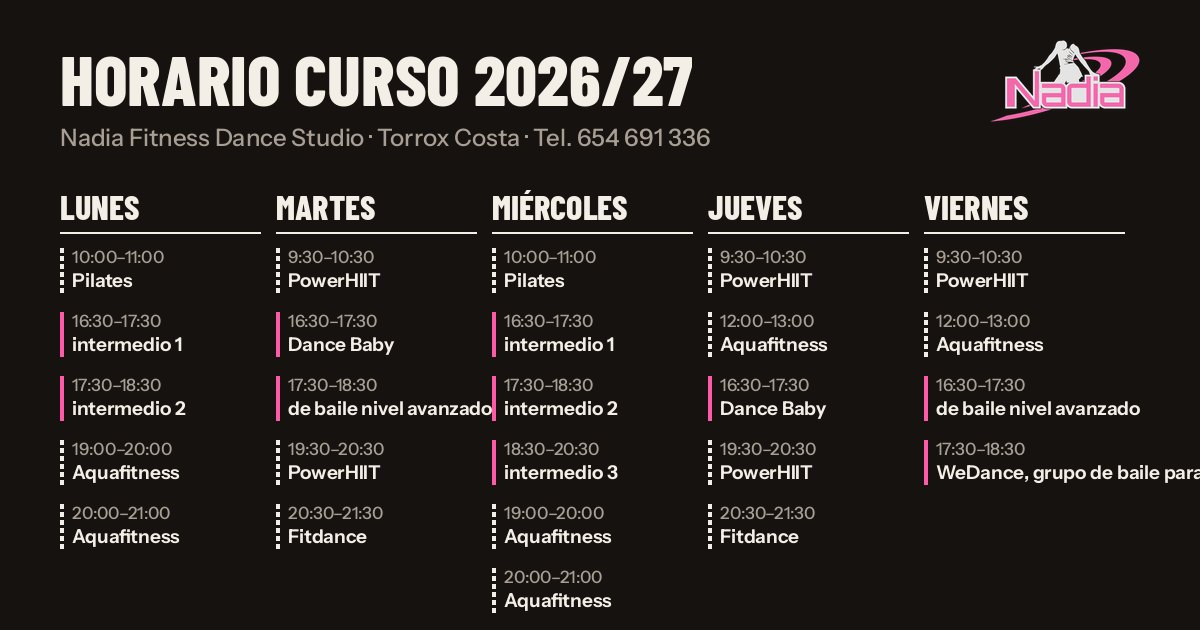 HORARIO CURSO 2026/27
Nadia Fitness Dance Studio · Torrox Costa · Tel. 654 691 336
Nadia
LUNES
10:00–11:00
Pilates
16:30–17:30
intermedio 1
17:30–18:30
intermedio 2
19:00–20:00
Aquafitness
20:00–21:00
Aquafitness
MARTES
9:30–10:30
PowerHIIT
16:30–17:30
Dance Baby
17:30–18:30
de baile nivel avanzado
19:30–20:30
PowerHIIT
20:30–21:30
Fitdance
MIÉRCOLES
10:00–11:00
Pilates
16:30–17:30
intermedio 1
17:30–18:30
intermedio 2
18:30–20:30
intermedio 3
19:00–20:00
Aquafitness
20:00–21:00
Aquafitness
JUEVES
9:30–10:30
PowerHIIT
12:00–13:00
Aquafitness
16:30–17:30
Dance Baby
19:30–20:30
PowerHIIT
20:30–21:30
Fitdance
VIERNES
9:30–10:30
PowerHIIT
12:00–13:00
Aquafitness
16:30–17:30
de baile nivel avanzado
17:30–18:30
WeDance, grupo de baile para